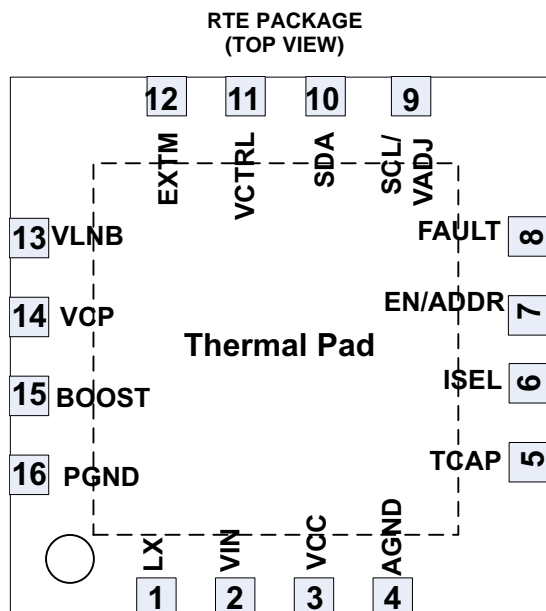 RTE PACKAGE
(TOP VIEW)
12
11
10
9
EXTM
VCTRL
SDA
SCL/
VADJ
13
VLNB
FAULT
8
14
VCP
EN/ADDR
7
Thermal Pad
15
BOOST
ISEL
6
16
PGND
TCAP
5
LX
VIN
VCC
AGND
1
2
3
4